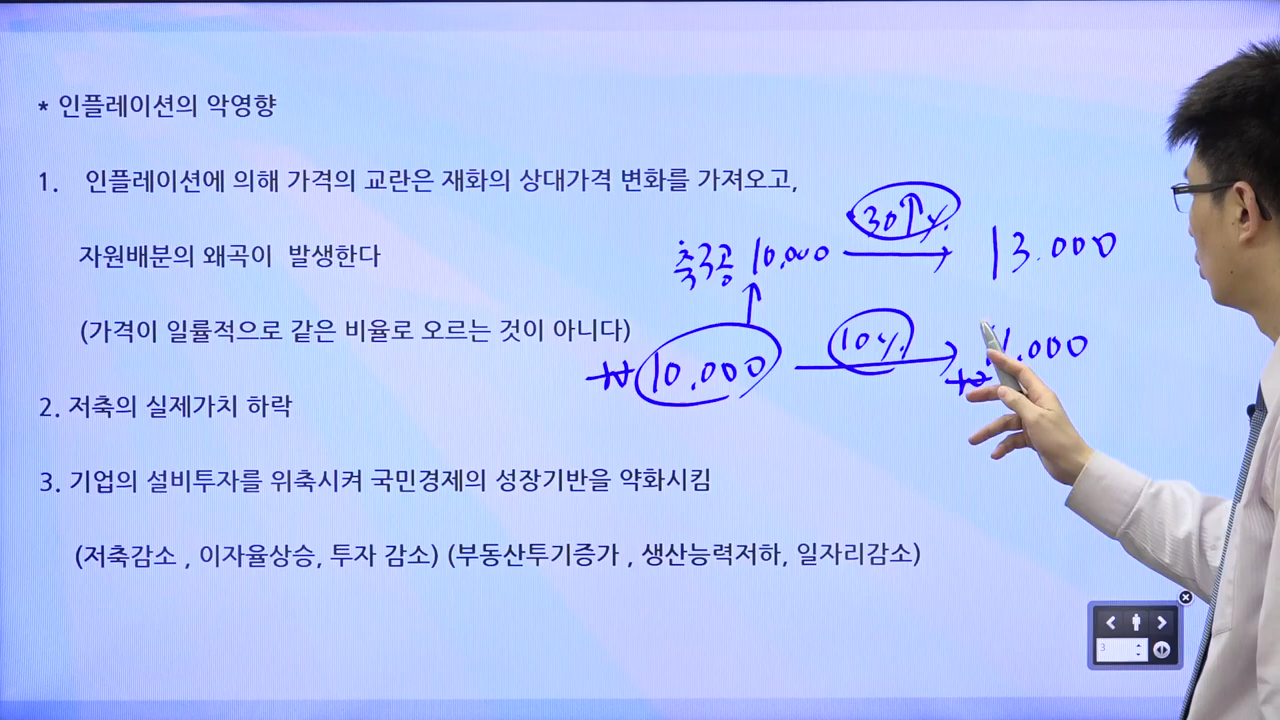 * 인플레이션의 악영향
1. 인플레이션에 의해 가격의 교란은 재화의 상대가격 변화를 가져오고,
자원배분의 왜곡이 발생한다
(가격이 일률적으로 같은 비율로 오르는 것이 아니다)
2. 저축의 실제가치 하락
3. 기업의 설비투자를 위축시켜 국민경제의 성장기반을 약화시킴
(저축감소 , 이자율상승, 투자 감소) (부동산투기증가 , 생산능력저하, 일자리감소)
축구공 10,000 → 30↑% 13.000
↑
₩ 10.000 → 10% ₩ 11.000
3